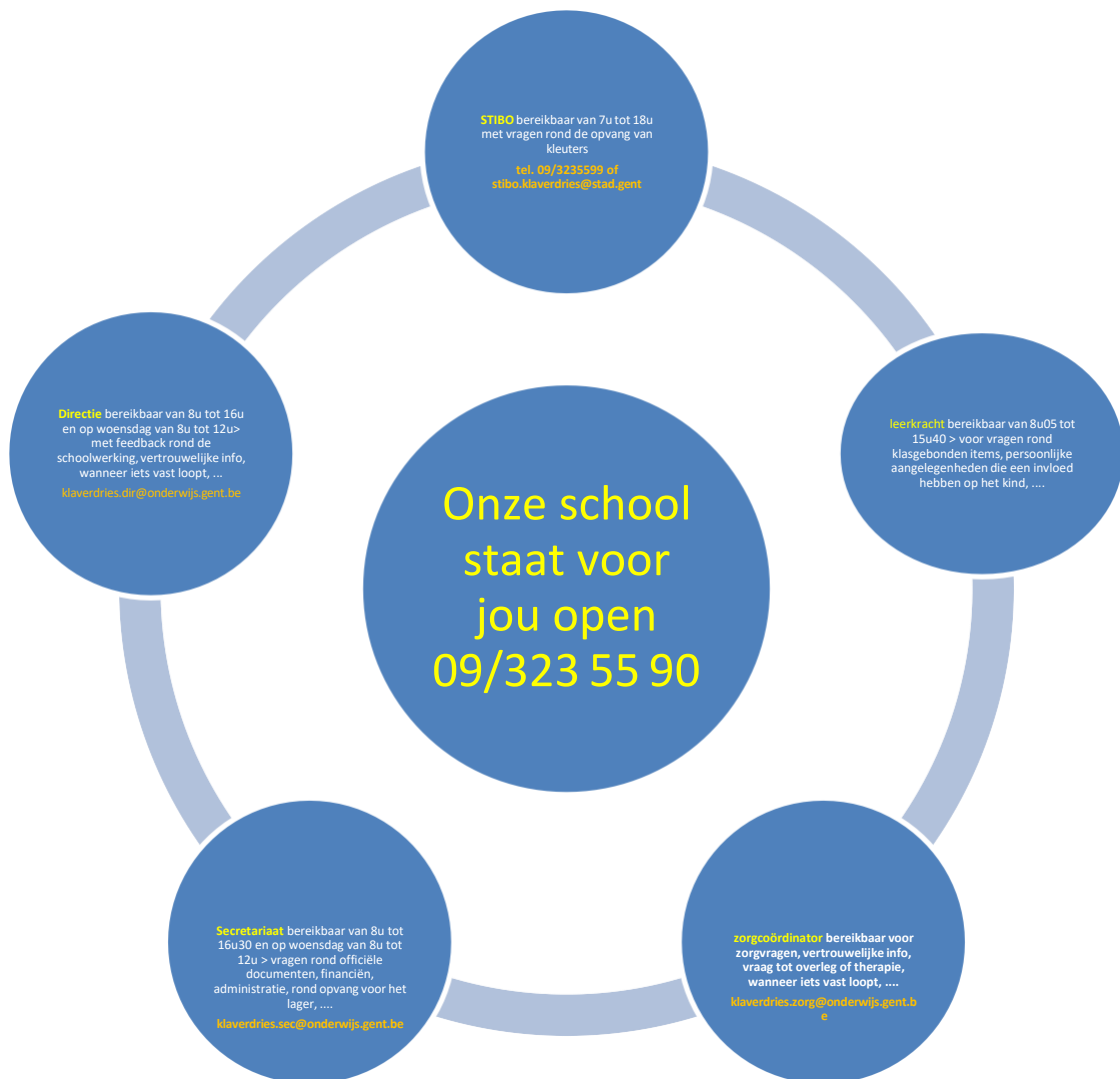 STIBO bereikbaar van 7u tot 18u
met vragen rond de opvang van
kleuters
tel. 09/3235599 of
stibo.klaverdries@stad.gent
Directie bereikbaar van 8u tot 16u
en op woensdag van 8u tot 12u>
met feedback rond de
schoolwerking, vertrouwelijke info,
wanneer iets vast loopt, ...
klaverdries.dir@onderwijs.gent.be
leerkracht bereikbaar van 8u05 tot
15u40 > voor vragen rond
klasgebonden items, persoonlijke
aangelegenheden die een invloed
hebben op het kind, ....
Onze school
staat voor
jou open
09/323 55 90
Secretariaat bereikbaar van 8u tot
16u30 en op woensdag van 8u tot
12u > vragen rond officiële
documenten, financiën,
administratie, rond opvang voor het
lager, ....
klaverdries.sec@onderwijs.gent.be
zorgcoördinator bereikbaar voor
zorgvragen, vertrouwelijke info,
vraag tot overleg of therapie,
wanneer iets vast loopt, ....
klaverdries.zorg@onderwijs.gent.b
e